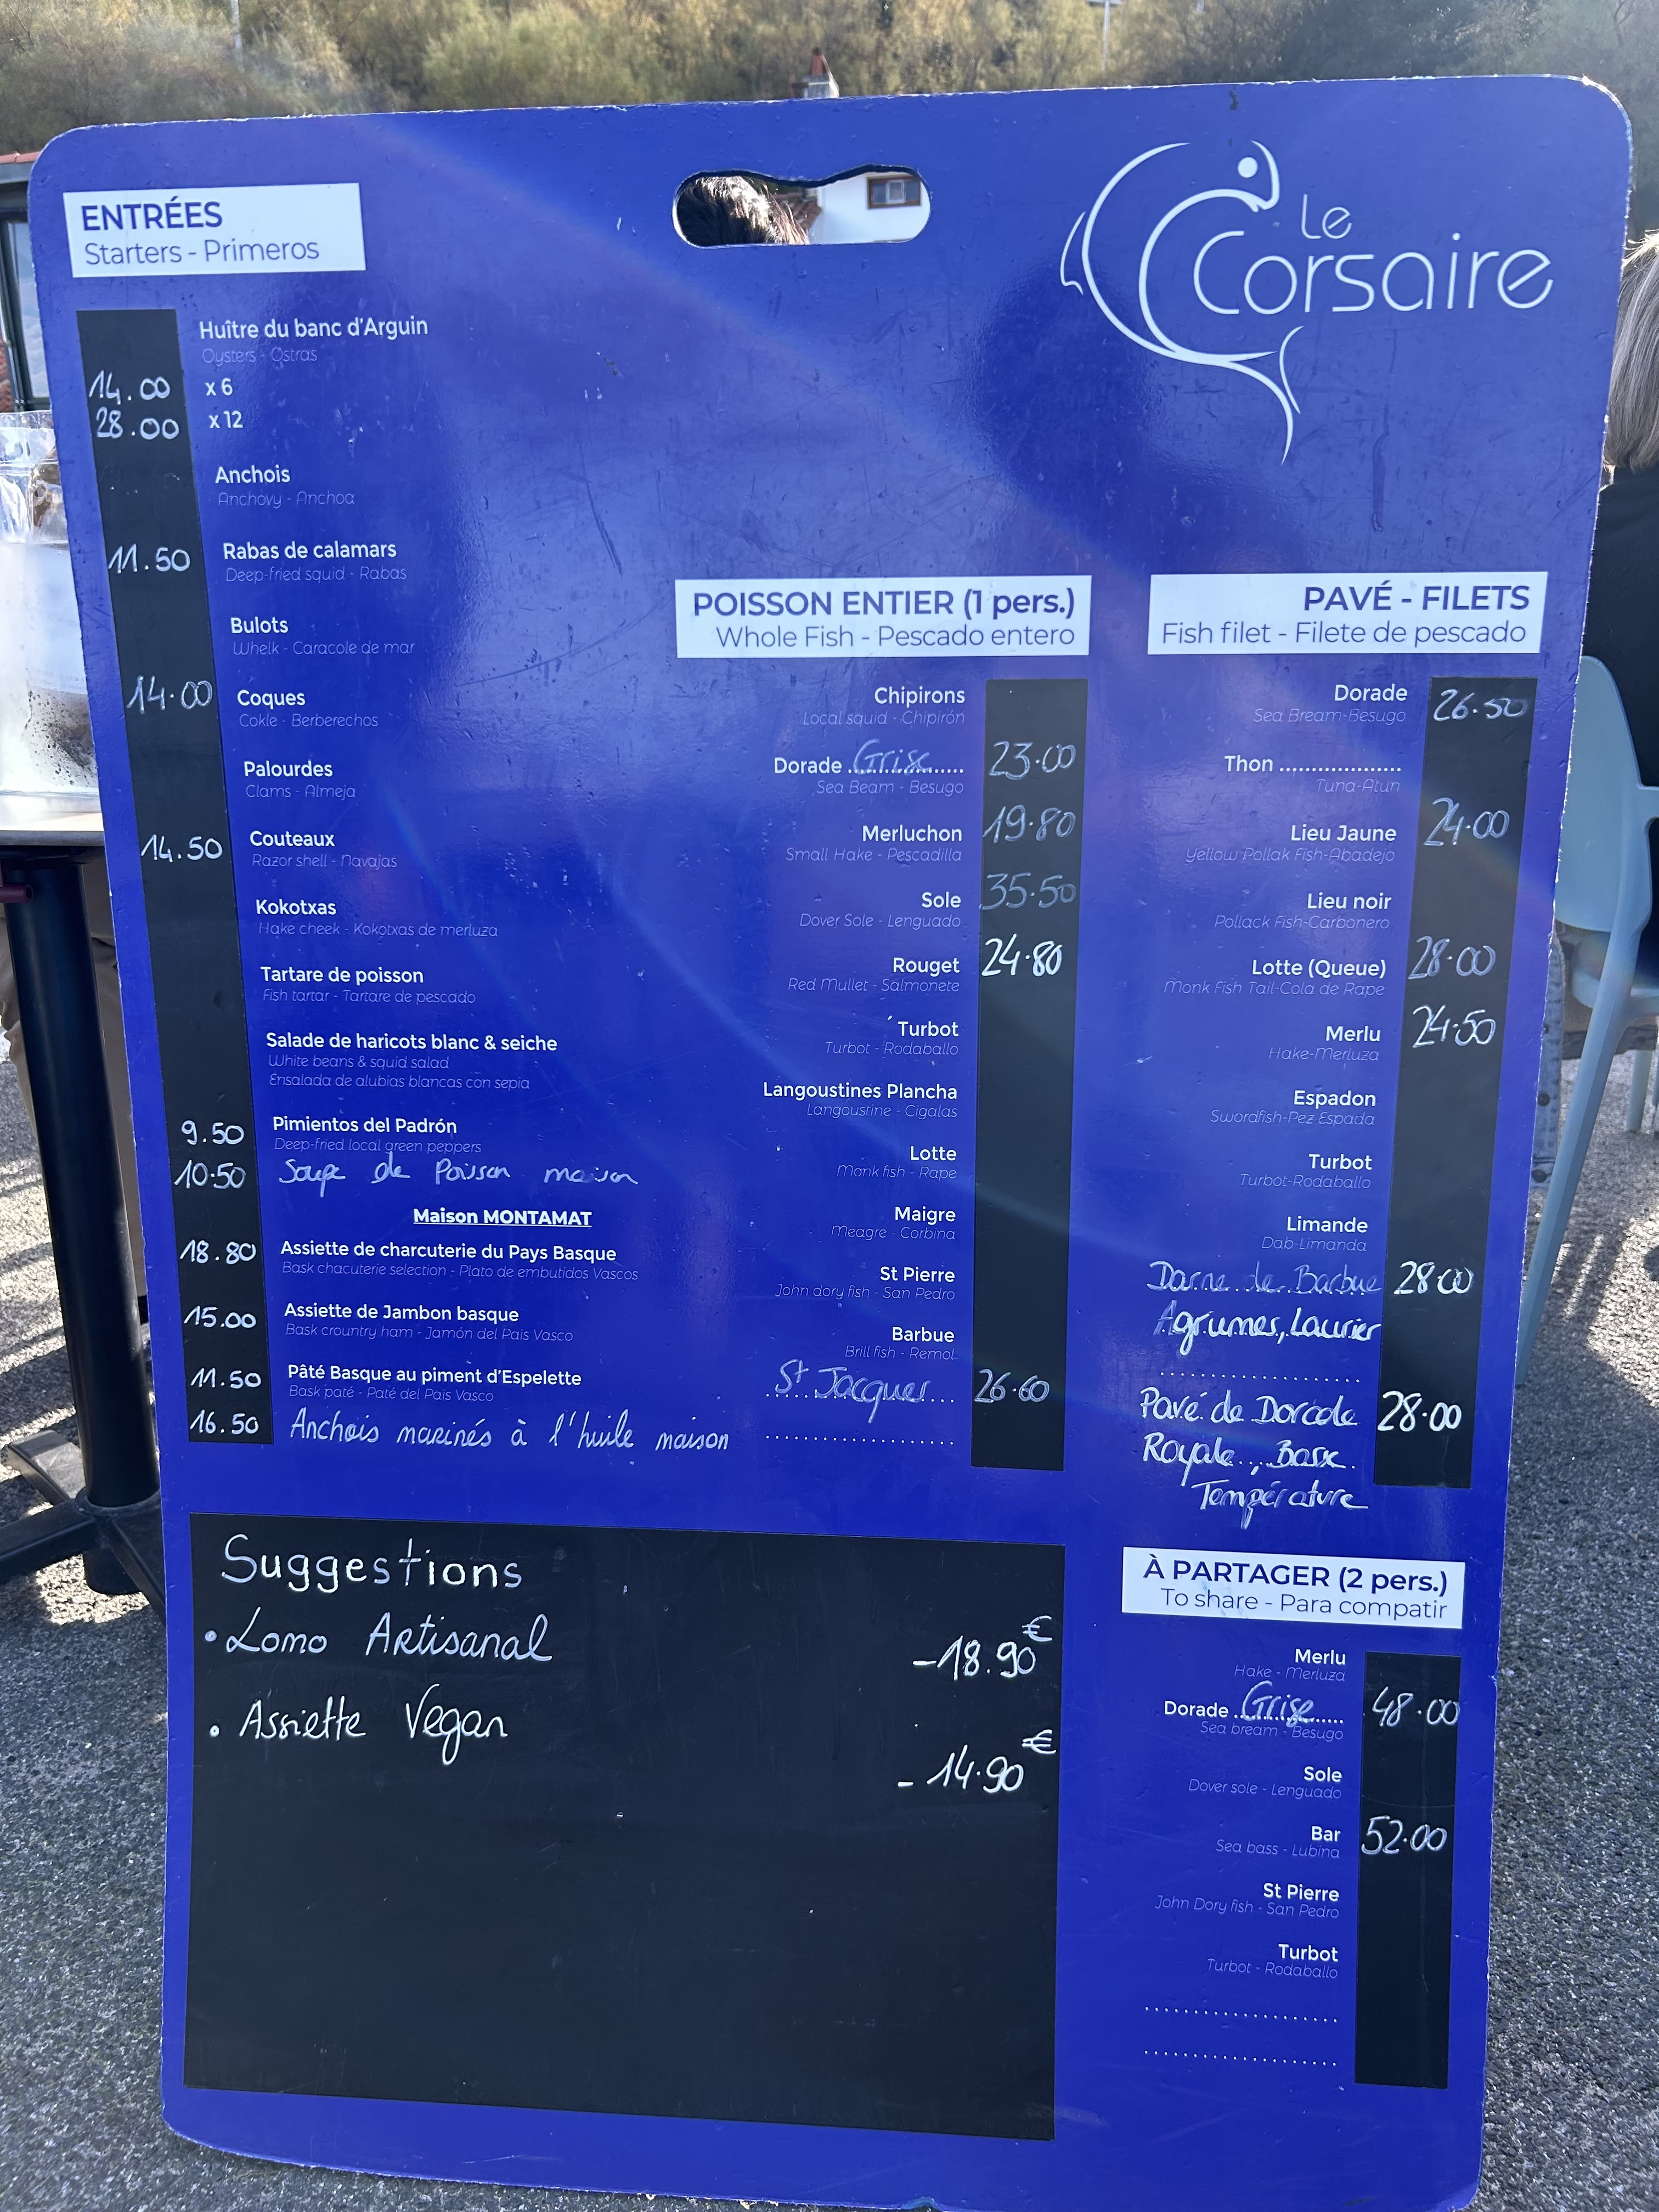 Le
Corsaire
ENTRÉES
Starters - Primeros
Huître du banc d'Arguin
Oysters - Ostras
14.00 x 6
28.00 x 12
Anchois
Anchovy - Anchoa
11.50 Rabas de calamars
Deep-fried squid - Rabas
Bulots
Whelk - Caracole de mar
14.00 Coques
Cokle - Berberechos
Palourdes
Clams - Almeja
14.50 Couteaux
Razor shell - Navajas
Kokotxas
Hake cheek - Kokotxas de merluza
Tartare de poisson
Fish tartar - Tartare de pescado
Salade de haricots blanc & seiche
White beans & squid salad
Ensalada de alubias blancas con sepia
9.50 Pimientos del Padrón
Deep-fried local green peppers
10.50 Soupe de Poisson maison
Maison MONTAMAT
18.80 Assiette de charcuterie du Pays Basque
Bask chacuterie selection - Plato de embutidos Vascos
15.00 Assiette de Jambon basque
Bask crountry ham - Jamón del Pais Vasco
11.50 Pâté Basque au piment d'Espelette
Bask paté - Paté del Pais Vasco
16.50 Anchois marinés à l'huile maison
POISSON ENTIER (1 pers.)
Whole Fish - Pescado entero
Chipirons
Local squid - Chipirón
Dorade Grise 23.00
Sea Beam - Besugo
Merluchon 19.80
Small Hake - Pescadilla
Sole 35.50
Dover Sole - Lenguado
Rouget 24.80
Red Mullet - Salmonete
Turbot
Turbot - Rodaballo
Langoustines Plancha
Langoustine - Cigalas
Lotte
Monk fish - Rape
Maigre
Meagre - Corbina
St Pierre
John dory fish - San Pedro
Barbue
Brill fish - Remol
St Jacques 26.60
PAVÉ - FILETS
Fish filet - Filete de pescado
Dorade 26.50
Sea Bream-Besugo
Thon ...................
Tuna-Atun
Lieu Jaune 24.00
Yellow Pollak Fish-Abadejo
Lieu noir
Pollack Fish-Carbonero
Lotte (Queue) 28.00
Monk Fish Tail-Cola de Rape
Merlu 24.50
Hake-Merluza
Espadon
Swordfish-Pez Espada
Turbot
Turbot-Rodaballo
Limande
Dab-Limanda
Darne de Barbue 28.00
Agrumes, Laurier
Pavé de Dorade 28.00
Royale, Basse
Température
Suggestions
• Lomo Artisanal -18.90€
• Assiette Vegan - 14.90€
À PARTAGER (2 pers.)
To share - Para compatir
Merlu
Hake - Merluza
Dorade Grise 48.00
Sea bream - Besugo
Sole
Dover sole - Lenguado
Bar 52.00
Sea bass - Lubina
St Pierre
John Dory fish - San Pedro
Turbot
Turbot - Rodaballo